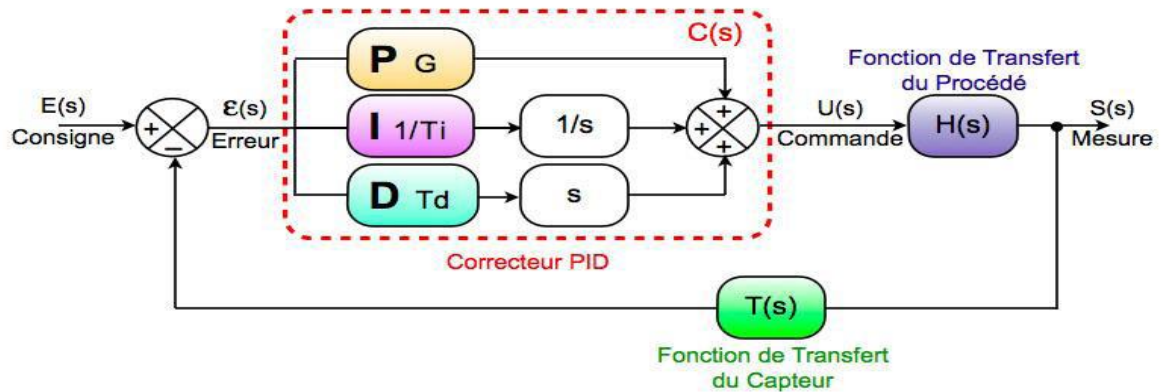 C(s)
Fonction de Transfert
du Procédé
P G
E(s)
Consigne
+
−
ε(s)
Erreur
I 1/Ti
1/s
+
+
+
U(s)
Commande
H(s)
S(s)
Mesure
D Td
s
Correcteur PID
T(s)
Fonction de Transfert
du Capteur